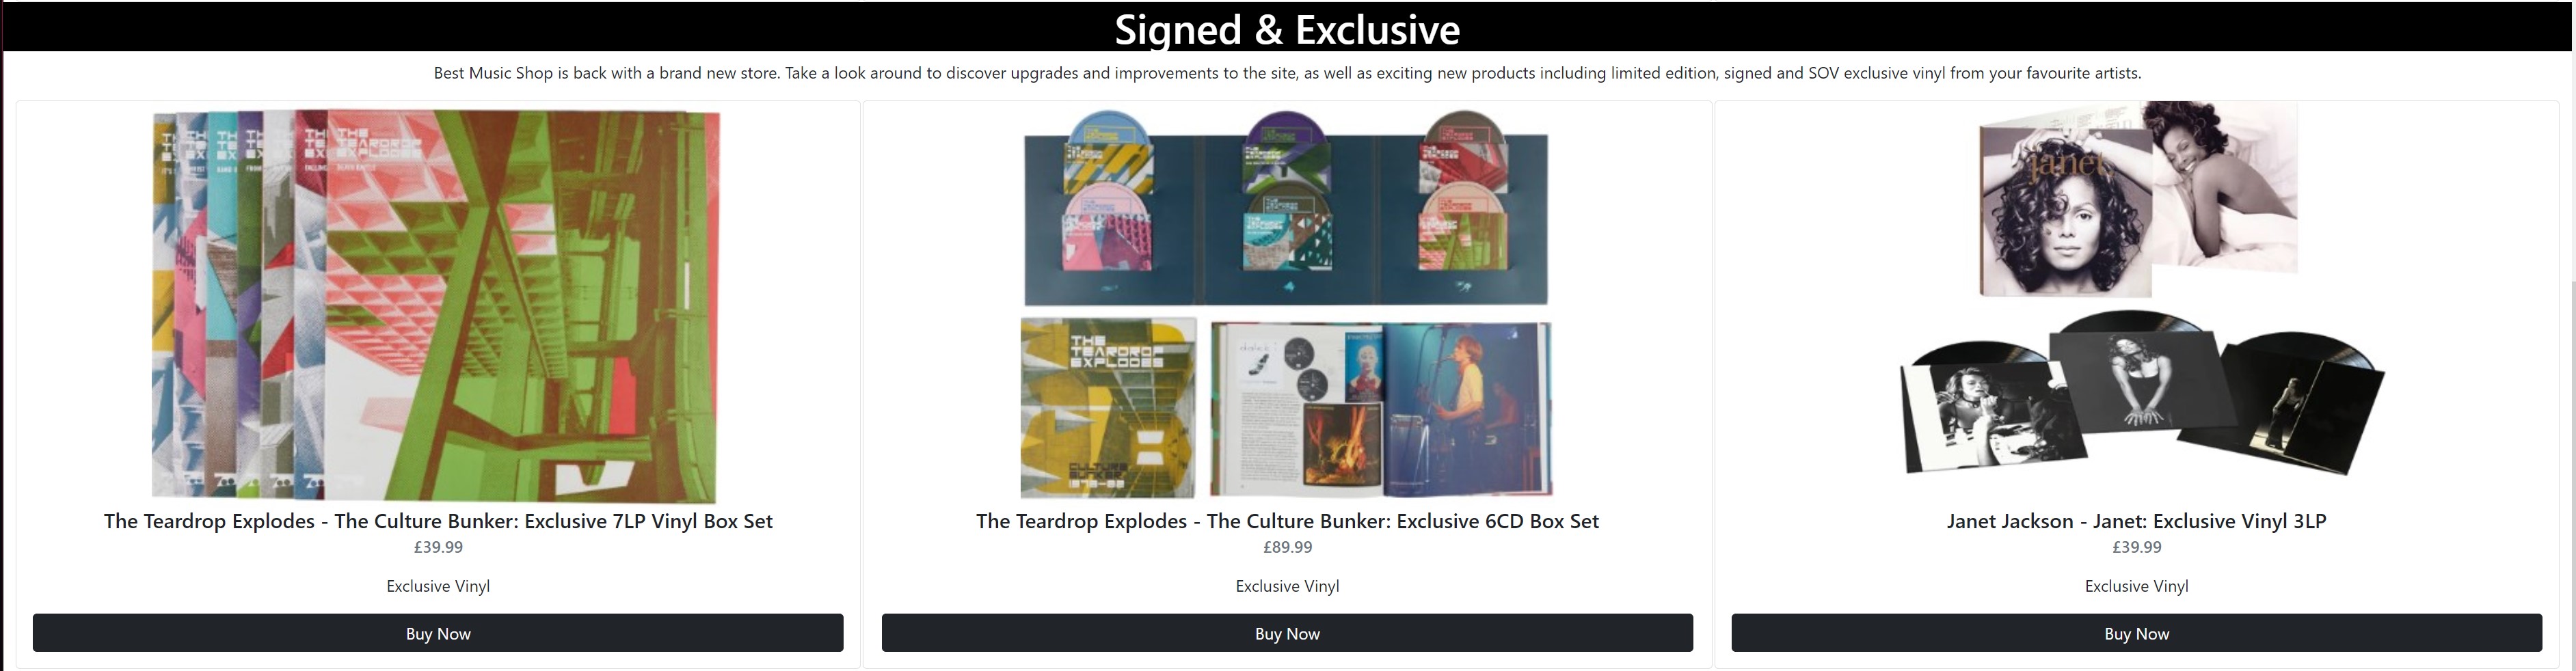 Signed & Exclusive
Best Music Shop is back with a brand new store. Take a look around to discover upgrades and improvements to the site, as well as exciting new products including limited edition, signed and SOV exclusive vinyl from your favourite artists.
THE
TEARDROP
EXPLODES
janet.
THE
TEARDROP
EXPLODES
CULTURE
BUNKER
1978-82
The Teardrop Explodes - The Culture Bunker: Exclusive 7LP Vinyl Box Set
£39.99
Exclusive Vinyl
Buy Now
The Teardrop Explodes - The Culture Bunker: Exclusive 6CD Box Set
£89.99
Exclusive Vinyl
Buy Now
Janet Jackson - Janet: Exclusive Vinyl 3LP
£39.99
Exclusive Vinyl
Buy Now